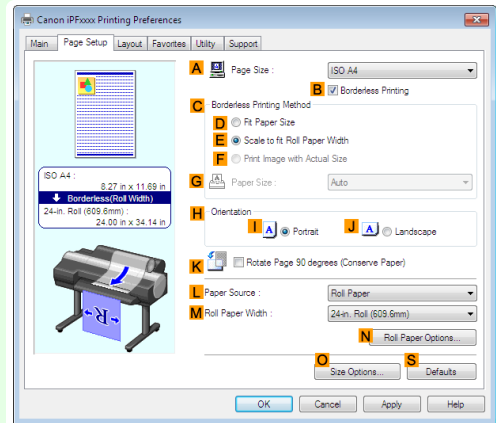 Canon iPFxxxx Printing Preferences
Main Page Setup Layout Favorites Utility Support
A Page Size : ISO A4
B Borderless Printing
C Borderless Printing Method
D Fit Paper Size
E Scale to fit Roll Paper Width
F Print Image with Actual Size
G Paper Size : Auto
ISO A4 :
8.27 in x 11.69 in
Borderless(Roll Width)
24-in. Roll (609.6mm) :
24.00 in x 34.14 in
H Orientation
I A Portrait J A Landscape
K Rotate Page 90 degrees (Conserve Paper)
L Paper Source : Roll Paper
M Roll Paper Width : 24-in. Roll (609.6mm)
R
N Roll Paper Options...
O Size Options... S Defaults
OK Cancel Apply Help